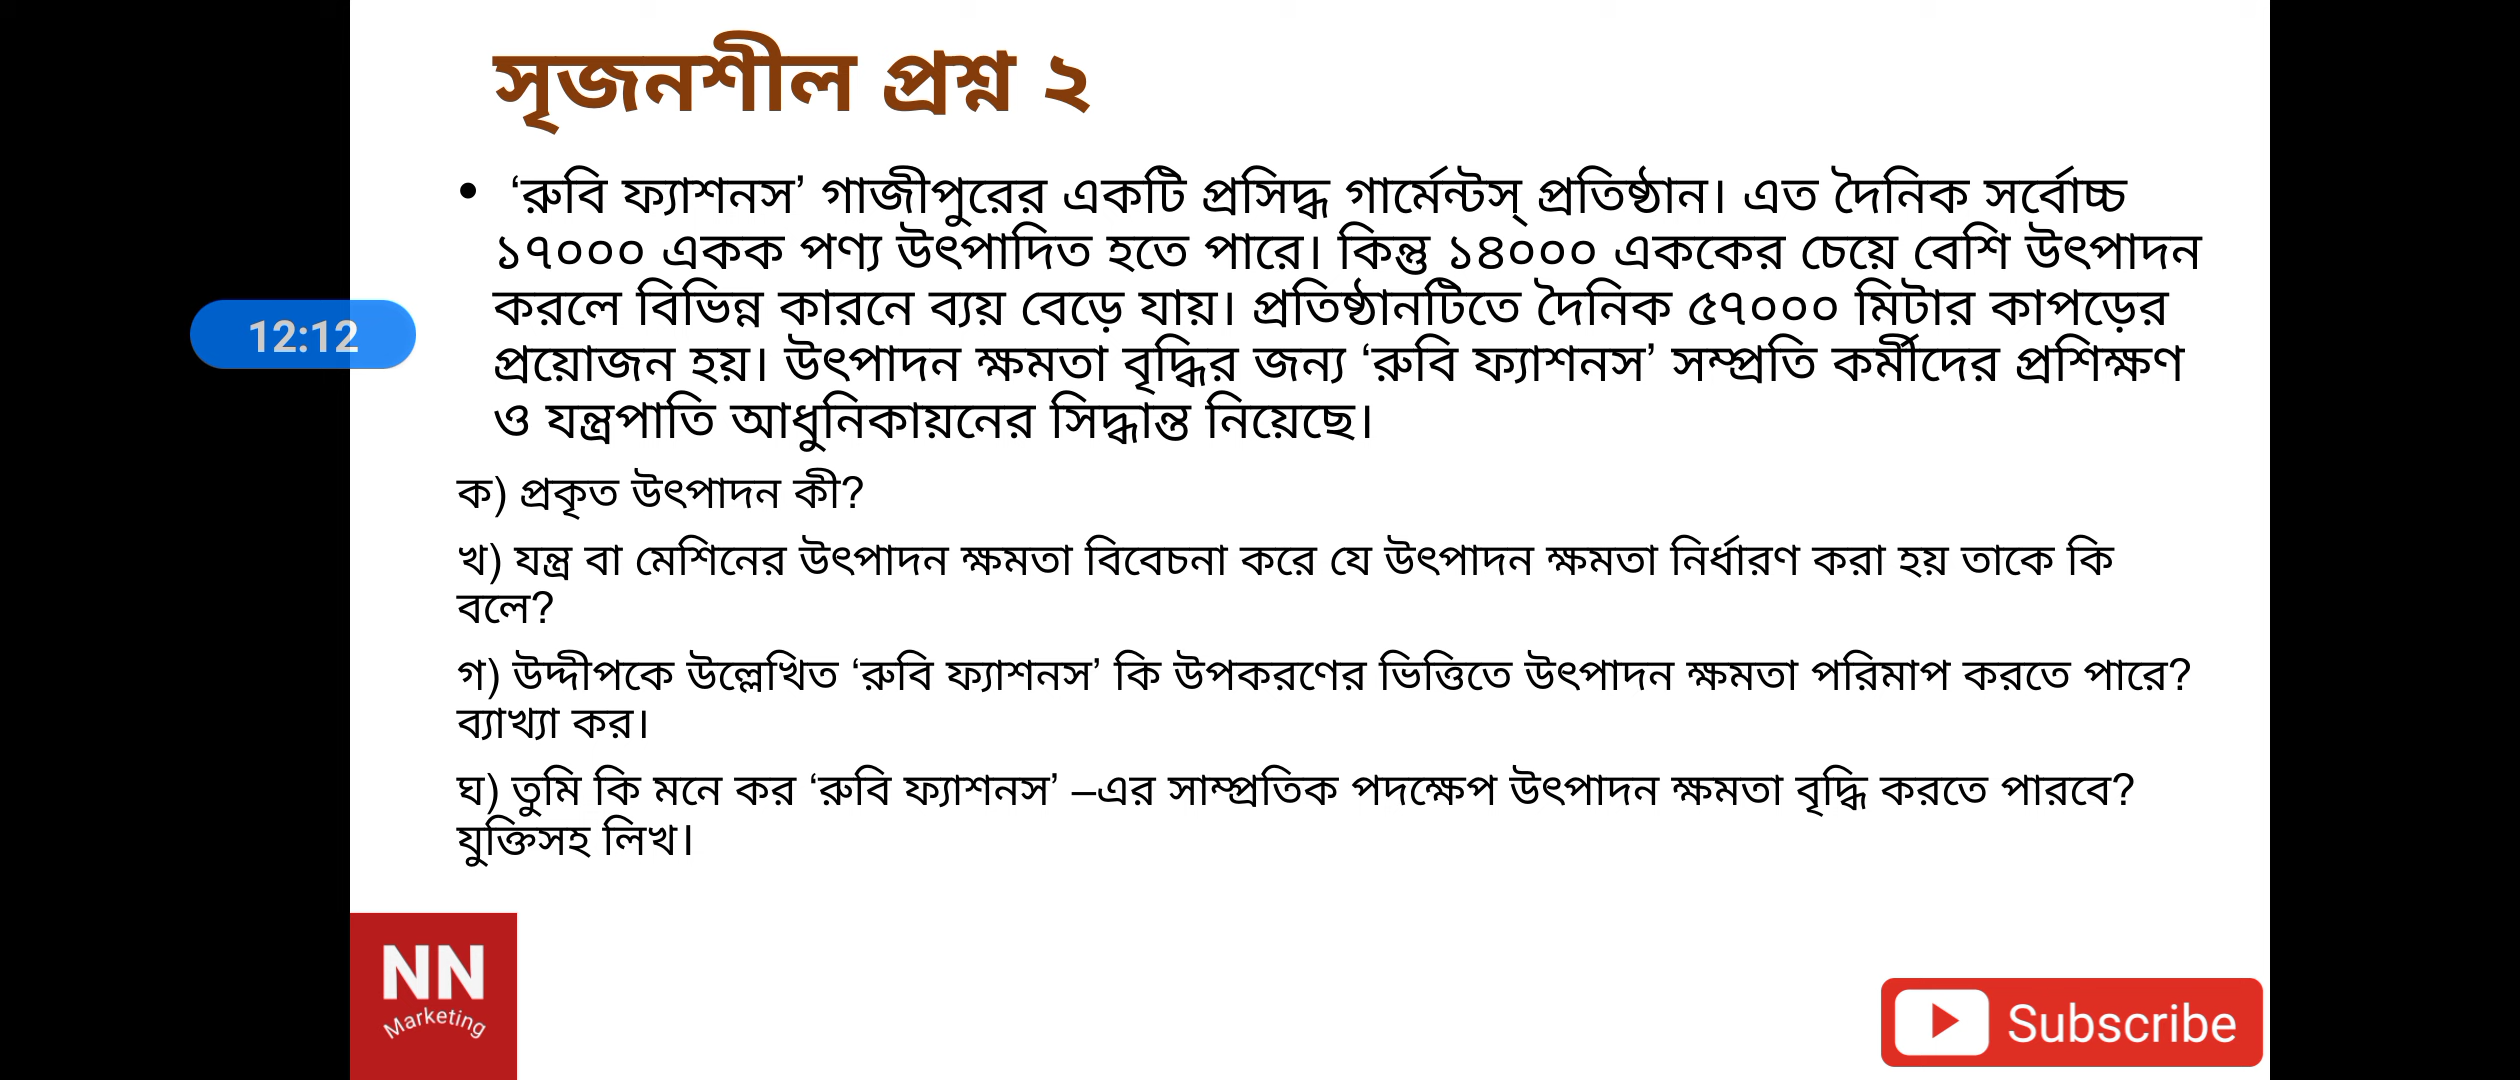 সৃজনশীল প্রশ্ন ২
• ‘রুবি ফ্যাশনস’ গাজীপুরের একটি প্রসিদ্ধ গার্মেন্টস্ প্রতিষ্ঠান। এত দৈনিক সর্বোচ্চ
১৭০০০ একক পণ্য উৎপাদিত হতে পারে। কিন্তু ১৪০০০ এককের চেয়ে বেশি উৎপাদন
করলে বিভিন্ন কারনে ব্যয় বেড়ে যায়। প্রতিষ্ঠানটিতে দৈনিক ৫৭০০০ মিটার কাপড়ের
12:12
প্রয়োজন হয়। উৎপাদন ক্ষমতা বৃদ্ধির জন্য ‘রুবি ফ্যাশনস’ সম্প্রতি কর্মীদের প্রশিক্ষণ
ও যন্ত্রপাতি আধুনিকায়নের সিদ্ধান্ত নিয়েছে।
ক) প্রকৃত উৎপাদন কী?
খ) যন্ত্র বা মেশিনের উৎপাদন ক্ষমতা বিবেচনা করে যে উৎপাদন ক্ষমতা নির্ধারণ করা হয় তাকে কি
বলে?
গ) উদ্দীপকে উল্লেখিত ‘রুবি ফ্যাশনস’ কি উপকরণের ভিত্তিতে উৎপাদন ক্ষমতা পরিমাপ করতে পারে?
ব্যাখ্যা কর।
ঘ) তুমি কি মনে কর ‘রুবি ফ্যাশনস’ –এর সাম্প্রতিক পদক্ষেপ উৎপাদন ক্ষমতা বৃদ্ধি করতে পারবে?
যুক্তিসহ লিখ।
NN
Marketing
Subscribe